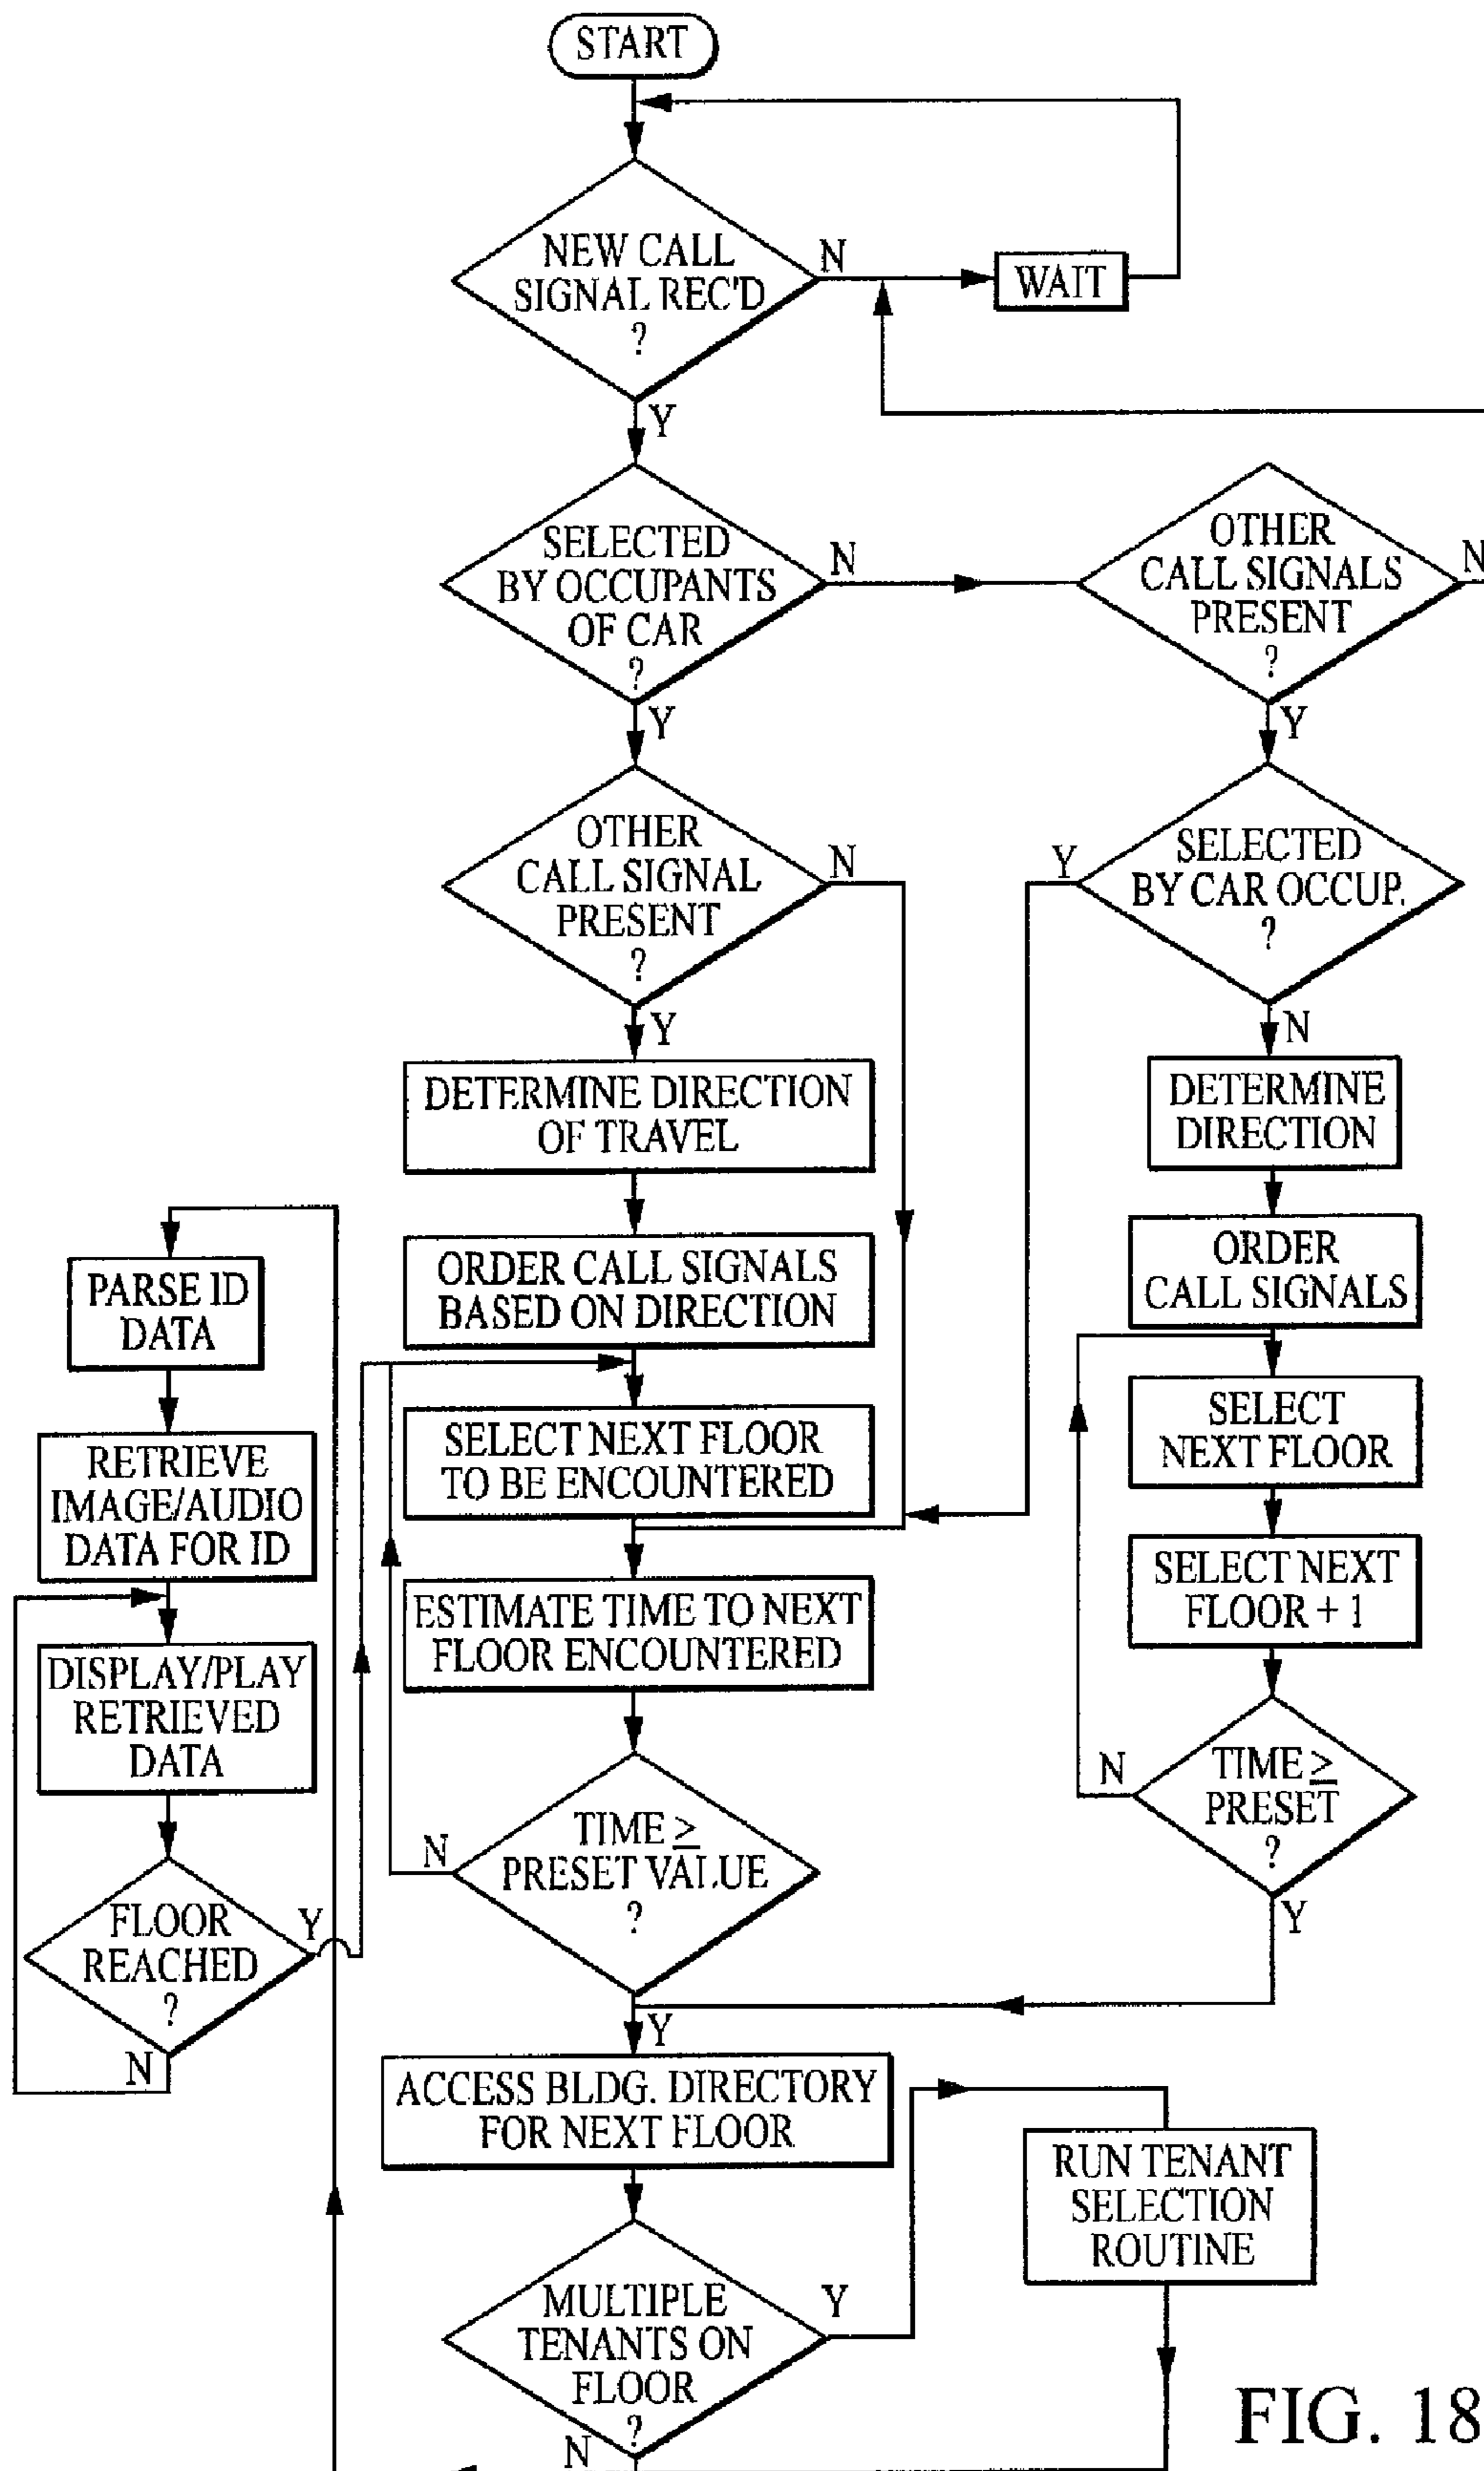 START
NEW CALL
SIGNAL REC'D
?
N
WAIT
Y
SELECTED
BY OCCUPANTS
OF CAR
?
N
OTHER
CALL SIGNALS
PRESENT
?
N
Y
Y
OTHER
CALL SIGNAL
PRESENT
?
N
Y
SELECTED
BY CAR OCCUP.
?
Y
N
DETERMINE DIRECTION
OF TRAVEL
DETERMINE
DIRECTION
ORDER CALL SIGNALS
BASED ON DIRECTION
ORDER
CALL SIGNALS
PARSE ID
DATA
SELECT NEXT FLOOR
TO BE ENCOUNTERED
SELECT
NEXT FLOOR
RETRIEVE
IMAGE/AUDIO
DATA FOR ID
ESTIMATE TIME TO NEXT
FLOOR ENCOUNTERED
SELECT NEXT
FLOOR + 1
DISPLAY/PLAY
RETRIEVED
DATA
N
TIME ≥
PRESET
?
Y
N
TIME ≥
PRESET VALUE
?
Y
FLOOR
REACHED
?
Y
N
ACCESS BLDG. DIRECTORY
FOR NEXT FLOOR
RUN TENANT
SELECTION
ROUTINE
MULTIPLE
TENANTS ON
FLOOR
?
Y
N
FIG. 18